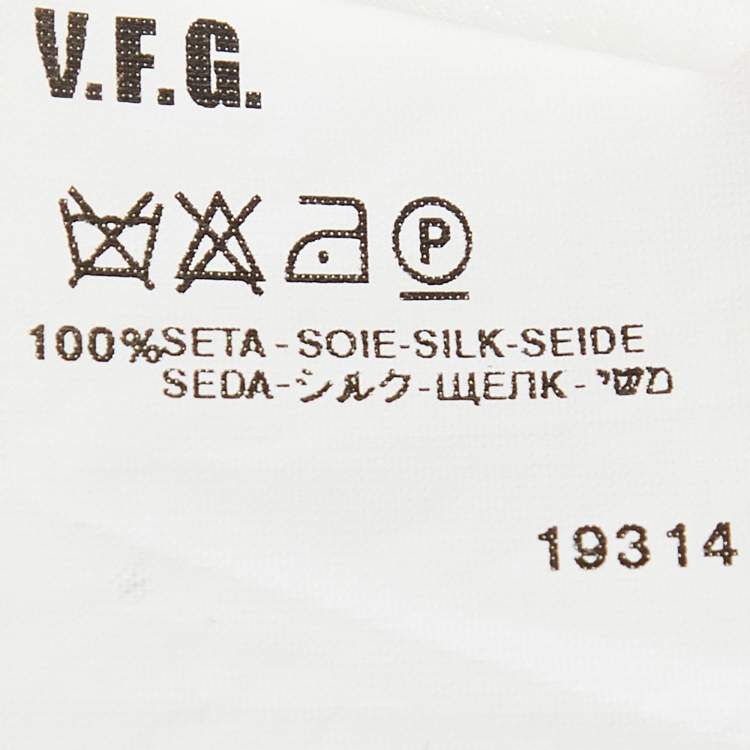 V.F.G.
P
100% SETA - SOIE-SILK-SEIDE
SEDA-シルク-ЩЕЛК- משי
19314